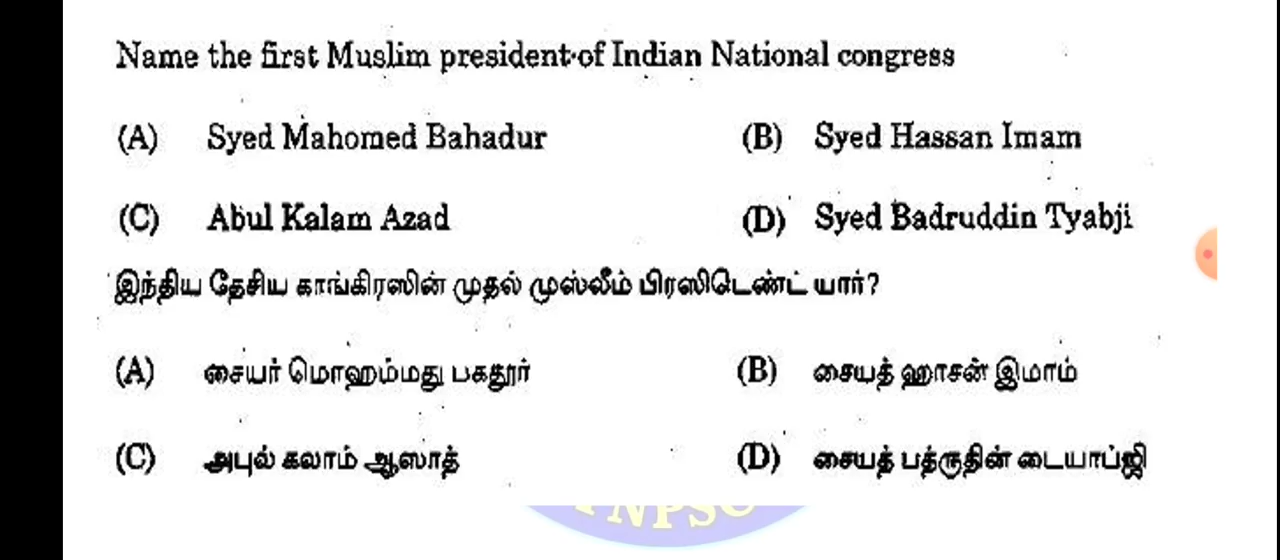 Name the first Muslim president of Indian National congress
(A) Syed Mahomed Bahadur (B) Syed Hassan Imam
(C) Abul Kalam Azad (D) Syed Badruddin Tyabji
இந்திய தேசிய காங்கிரஸின் முதல் முஸ்லீம் பிரஸிடெண்ட் யார்?
(A) சையர் மொஹம்மது பகதூர் (B) சையத் ஹாசன் இமாம்
(C) அபுல் கலாம் ஆஸாத் (D) சையத் பத்ருதின் டையாப்ஜி
TNPSC